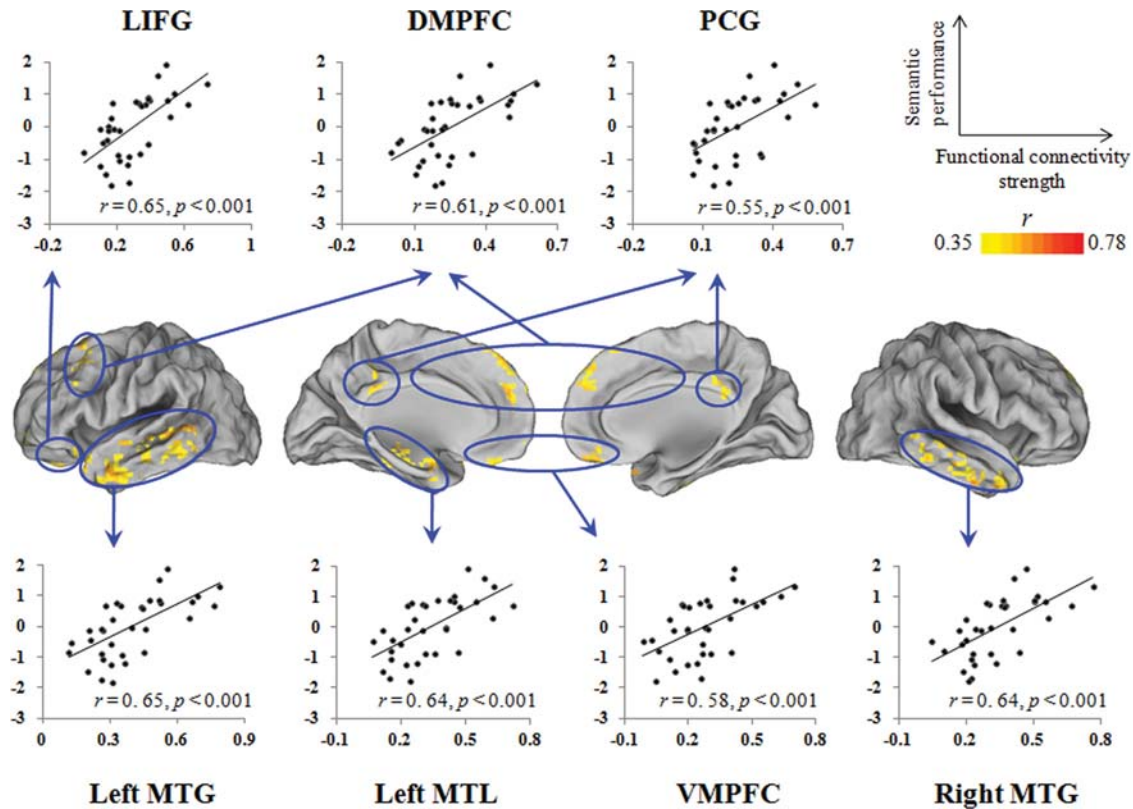 LIFG
DMPFC
PCG
2
1
0
-1
-2
-3
r = 0.65, p < 0.001
-0.2 0.2 0.6 1
2
1
0
-1
-2
-3
r = 0.61, p < 0.001
-0.2 0.1 0.4 0.7
2
1
0
-1
-2
-3
r = 0.55, p < 0.001
-0.2 0.1 0.4 0.7
Semantic
performance
Functional connectivity
strength
r
0.35 0.78
2
1
0
-1
-2
-3
r = 0.65, p < 0.001
0 0.3 0.6 0.9
Left MTG
2
1
0
-1
-2
-3
r = 0.64, p < 0.001
-0.1 0.2 0.5 0.8
Left MTL
2
1
0
-1
-2
-3
r = 0.58, p < 0.001
-0.1 0.2 0.5 0.8
VMPFC
2
1
0
-1
-2
-3
r = 0.64, p < 0.001
-0.1 0.2 0.5 0.8
Right MTG